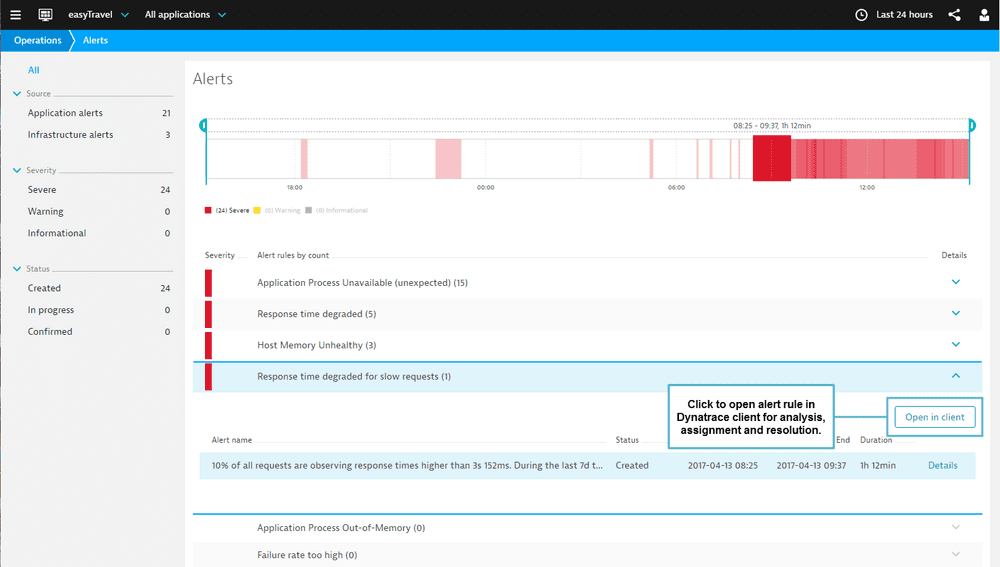 easyTravel
All applications
Last 24 hours
Operations
Alerts
All
Source
Application alerts 21
Infrastructure alerts 3
Severity
Severe 24
Warning 0
Informational 0
Status
Created 24
In progress 0
Confirmed 0
Alerts
08:25 - 09:37, 1h 12min
18:00 00:00 06:00 12:00
(24) Severe (0) Warning (0) Informational
Severity Alert rules by count Details
Application Process Unavailable (unexpected) (15)
Response time degraded (5)
Host Memory Unhealthy (3)
Response time degraded for slow requests (1)
Click to open alert rule in
Dynatrace client for analysis,
assignment and resolution.
Open in client
Alert name Status End Duration
10% of all requests are observing response times higher than 3s 152ms. During the last 7d t... Created 2017-04-13 08:25 2017-04-13 09:37 1h 12min Details
Application Process Out-of-Memory (0)
Failure rate too high (0)